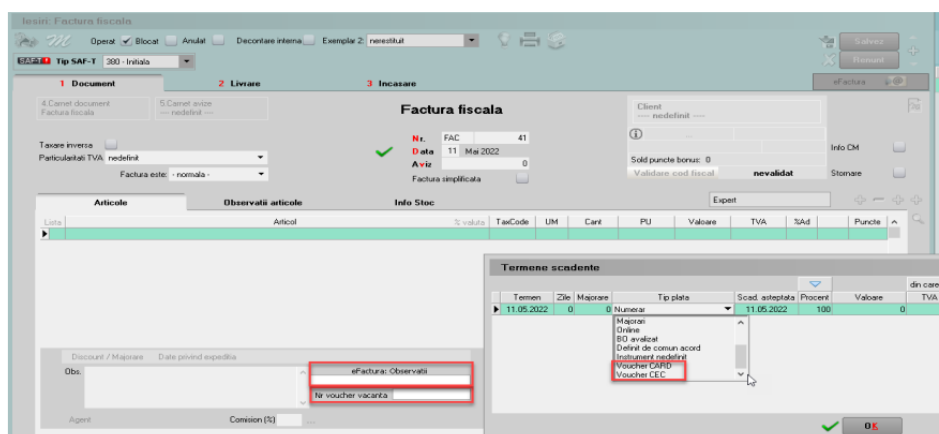 Iesiri: Factura fiscala
Operat Blocat Anulat Decontare interna Exemplar 2: nerestituit Salvez
SAFT Tip SAF-T 380 - Initiala Renunt
1 Document 2 Livrare 3 Incasare eFactura
4.Carnet document 5.Carnet avize Factura fiscala Client
Factura fiscala ---- nedefinit ---- ---- nedefinit ----
Nr. FAC 41
Taxare inversa Data 11 Mai 2022 Info CM
Particularitati TVA nedefinit Aviz 0 Sold puncte bonus: 0
Factura este: - normala - Factura simplificata Validare cod fiscal nevalidat Stornare
Articole Observatii articole Info Stoc Expert
Lista Articol % valuta TaxCode UM Cant PU Valoare TVA %Ad Puncte
Termene scadente
din care
Termen Zile Majorare Tip plata Scad. asteptata Procent Valoare TVA
11.05.2022 0 0 Numerar 11.05.2022 100 0
Majorari
Online
BO avalizat
Definit de comun acord
Instrument nedefinit
Voucher CARD
Voucher CEC
Discount / Majorare Date privind expeditia
Obs. eFactura: Observatii
Nr voucher vacanta
Agent Comision (%) ...
OK